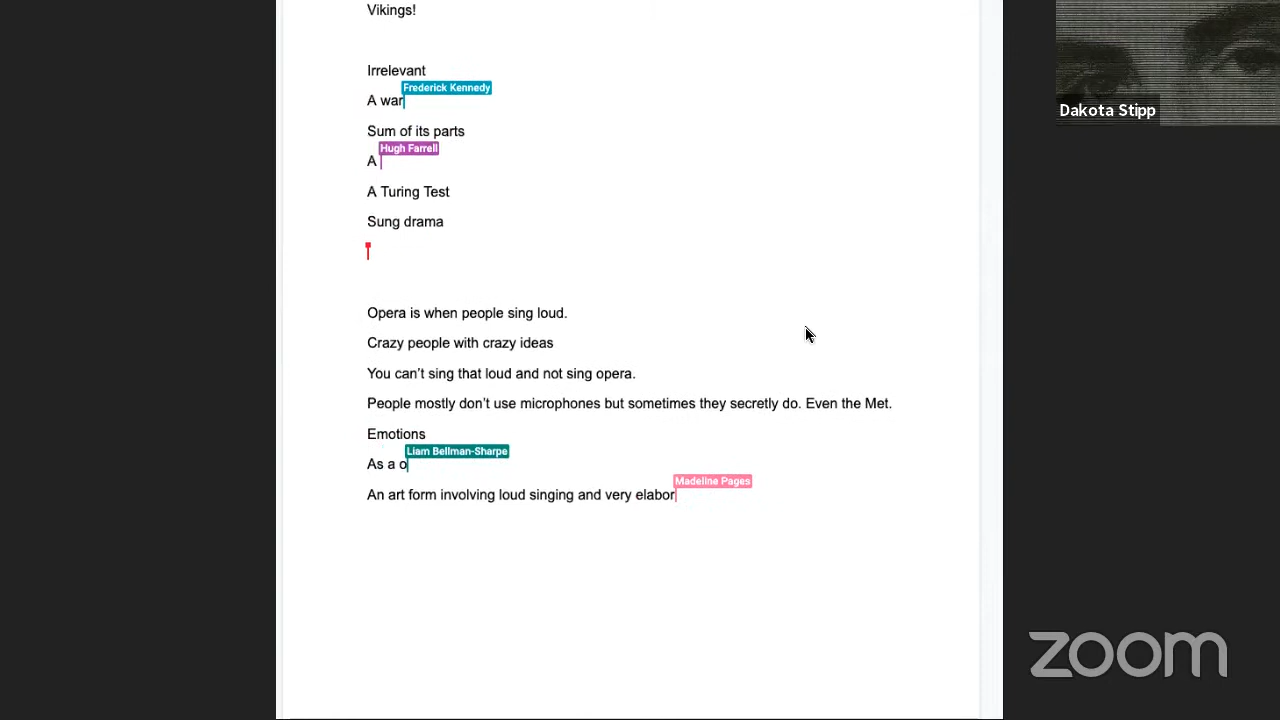 Vikings!
Irrelevant
Frederick Kennedy
A war
Sum of its parts
Hugh Farrell
A
A Turing Test
Sung drama
Opera is when people sing loud.
Crazy people with crazy ideas
You can’t sing that loud and not sing opera.
People mostly don’t use microphones but sometimes they secretly do. Even the Met.
Emotions
Liam Bellman-Sharpe
As a o
Madeline Pages
An art form involving loud singing and very elabor
Dakota Stipp
zoom